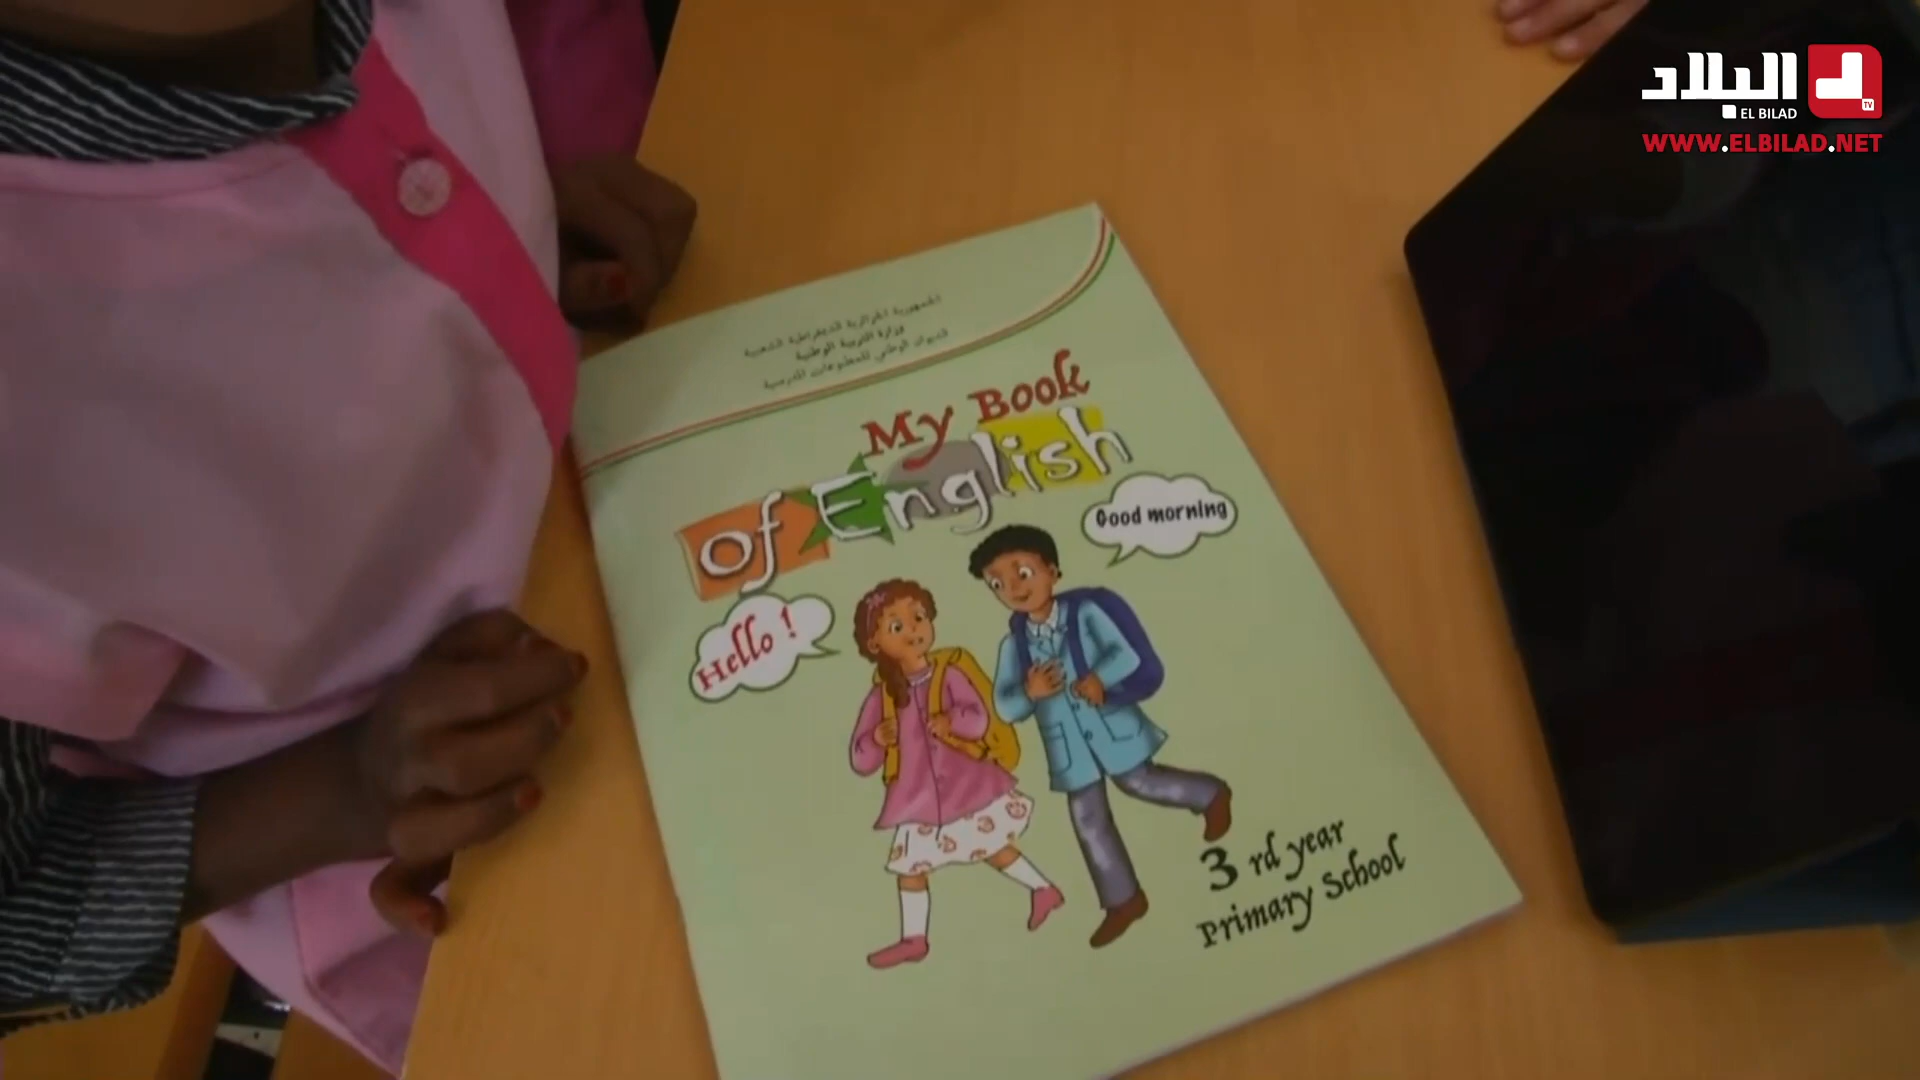 البلاد
TV
EL BILAD
WWW.ELBILAD.NET
الجمهورية الجزائرية الديمقراطية الشعبية
وزارة التربية الوطنية
الديوان الوطني للمطبوعات المدرسية
My Book
of English
Good morning
Hello !
3 rd year
Primary School